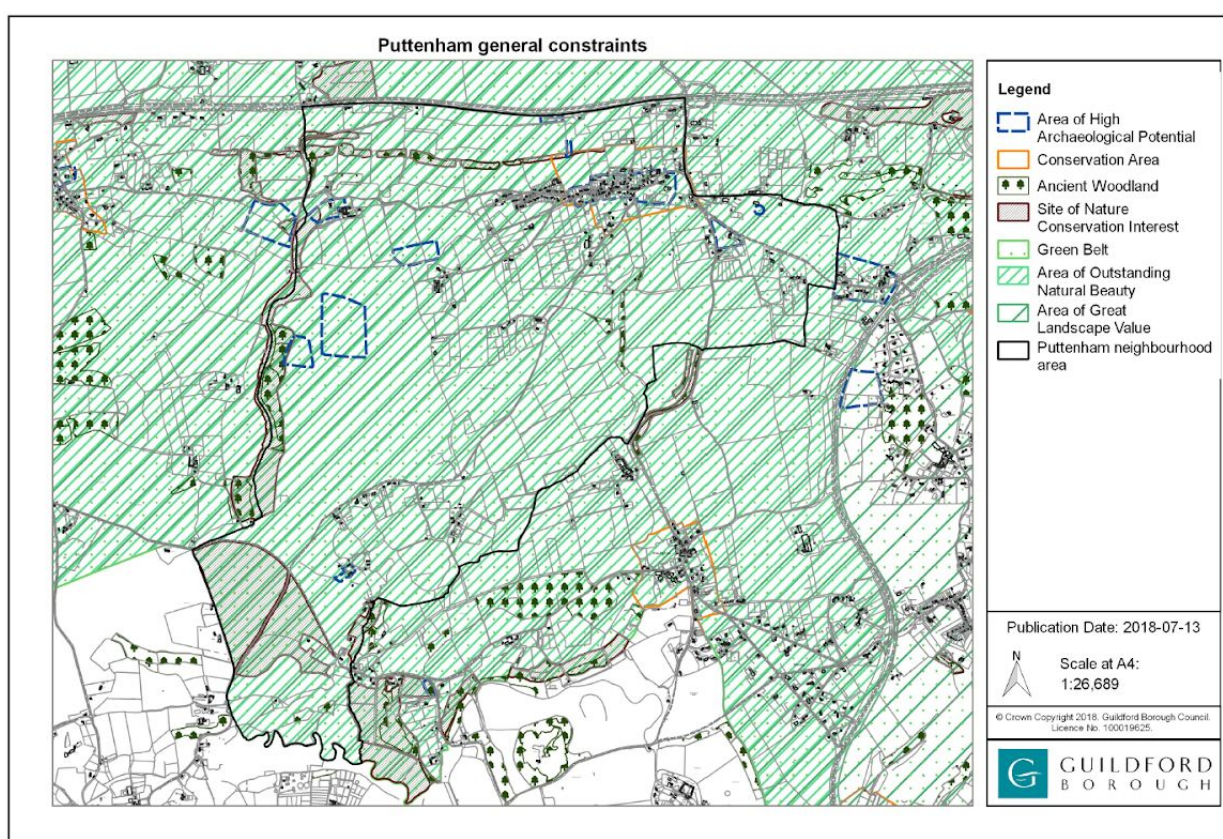 Puttenham general constraints
Legend
Area of High
Archaeological Potential
Conservation Area
Ancient Woodland
Site of Nature
Conservation Interest
Green Belt
Area of Outstanding
Natural Beauty
Area of Great
Landscape Value
Puttenham neighbourhood
area
Publication Date: 2018-07-13
N
Scale at A4:
1:26,689
© Crown Copyright 2018. Guildford Borough Council.
Licence No. 100019625.
G
GUILDFORD
BOROUGH